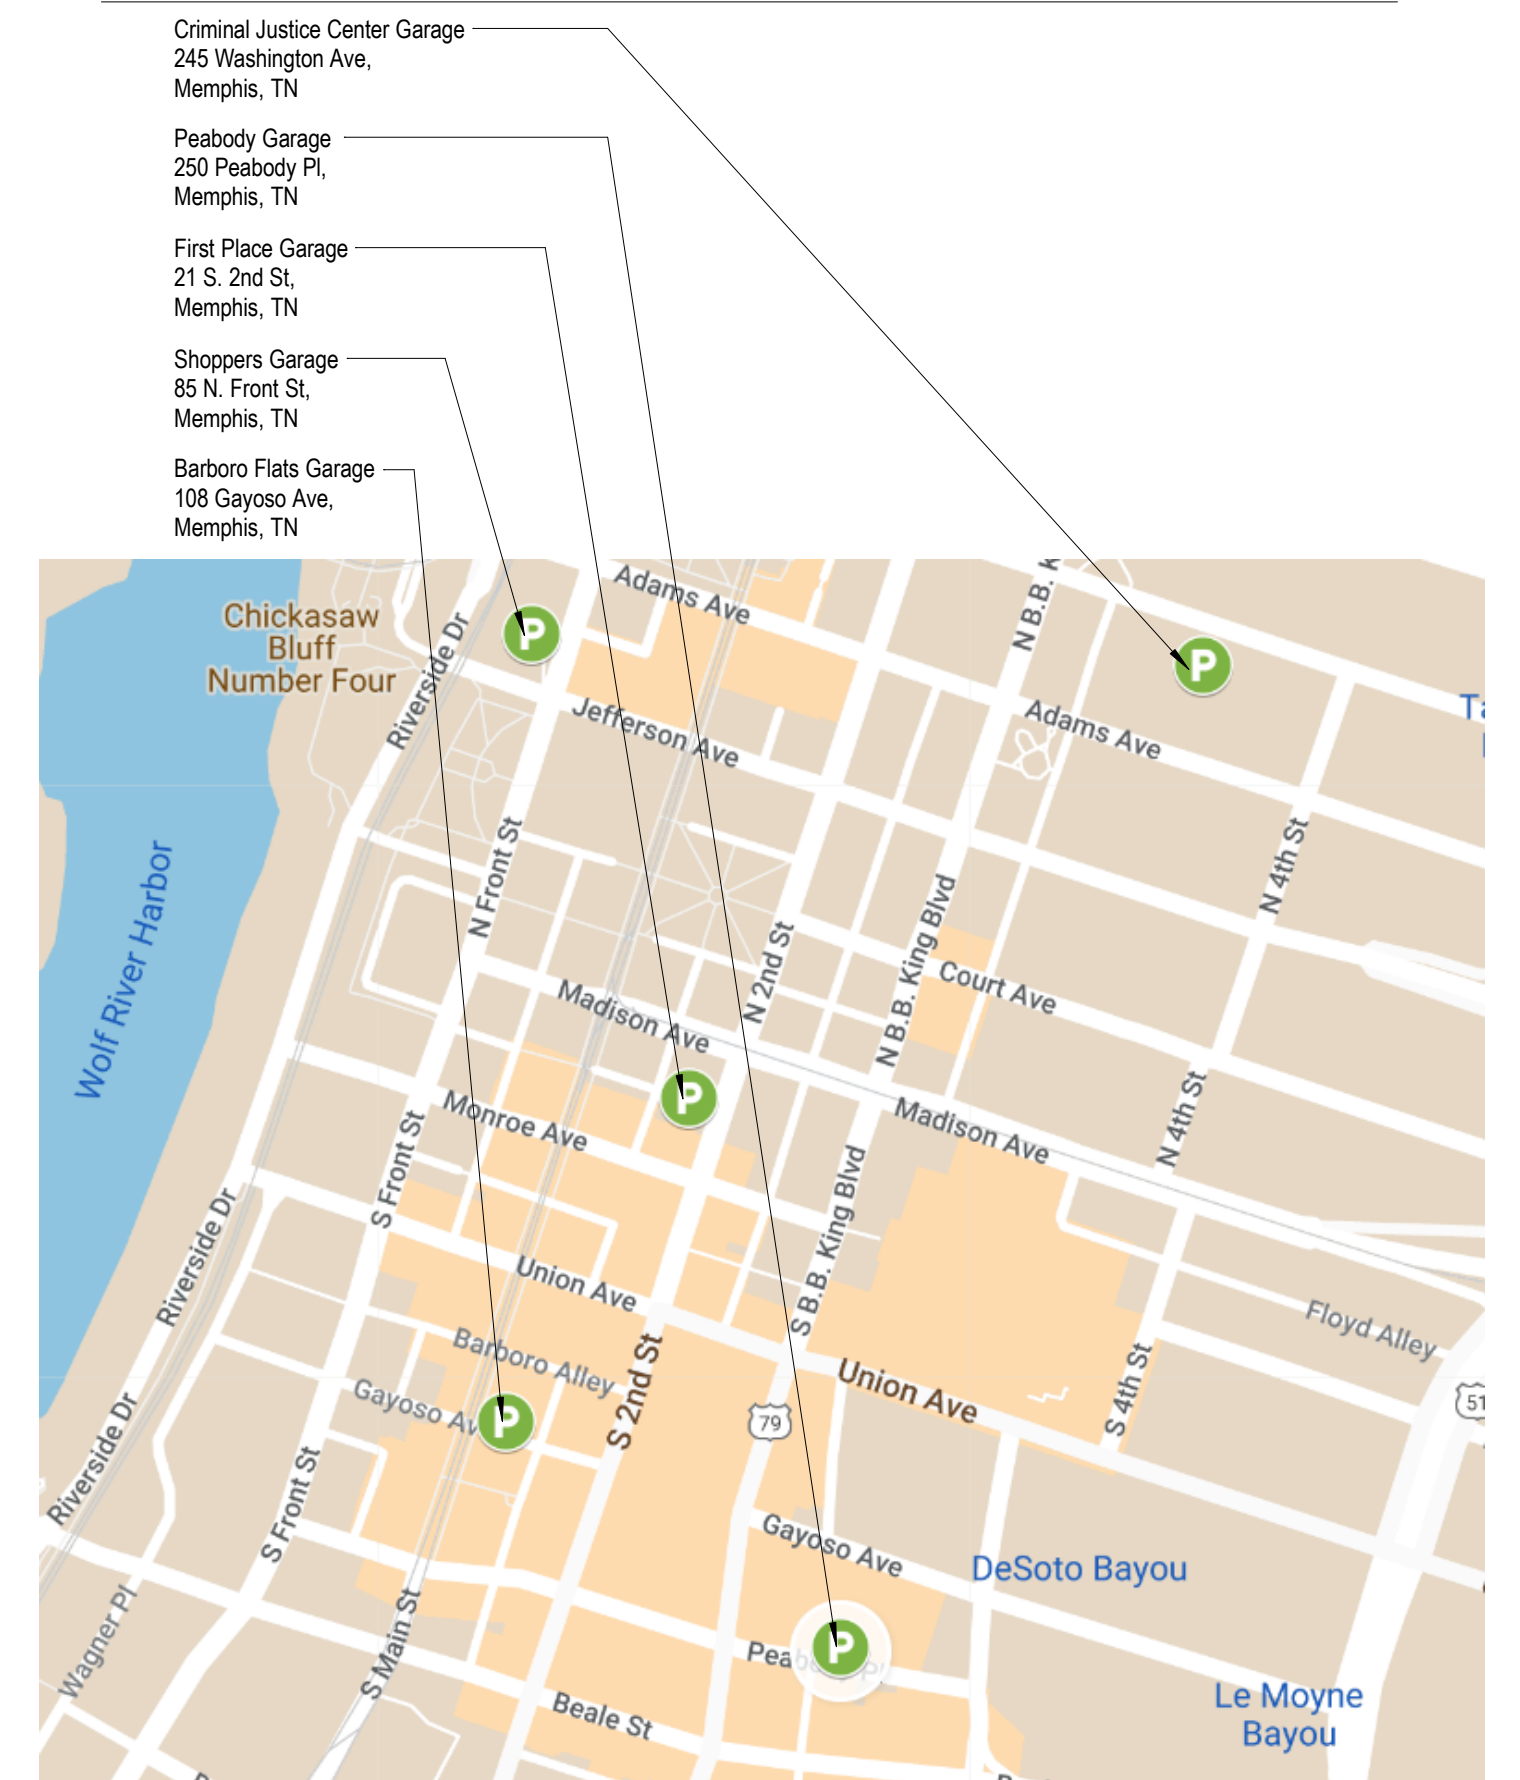 Criminal Justice Center Garage
245 Washington Ave,
Memphis, TN
Peabody Garage
250 Peabody Pl,
Memphis, TN
First Place Garage
21 S. 2nd St,
Memphis, TN
Shoppers Garage
85 N. Front St,
Memphis, TN
Barboro Flats Garage
108 Gayoso Ave,
Memphis, TN
Adams Ave
N B.B. K
Chickasaw
Bluff
Number Four
Riverside Dr
P
P
Jefferson Ave
Adams Ave
Ta
N Front St
N 4th St
Wolf River Harbor
N 2nd St
N B.B. King Blvd
Court Ave
Madison Ave
P
Monroe Ave
Madison Ave
N 4th St
S Front St
Riverside Dr
S B.B. King Blvd
Union Ave
Floyd Alley
Barboro Alley
S 2nd St
Union Ave
S 4th St
Gayoso Av
P
79
51
Riverside Dr
S Front St
Gayoso Ave
DeSoto Bayou
Wagner Pl
S Main St
Peabody Pl
P
Beale St
Le Moyne
Bayou